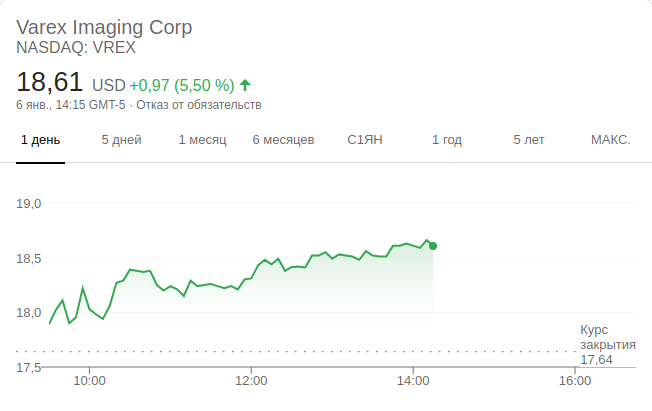 Varex Imaging Corp
NASDAQ: VREX
18,61 USD +0,97 (5,50 %)
6 янв., 14:15 GMT-5 · Отказ от обязательств
1 день 5 дней 1 месяц 6 месяцев С1ЯН 1 год 5 лет МАКС.
19,0
18,5
18,0
Курс
закрытия
17,64
17,5
10:00 12:00 14:00 16:00